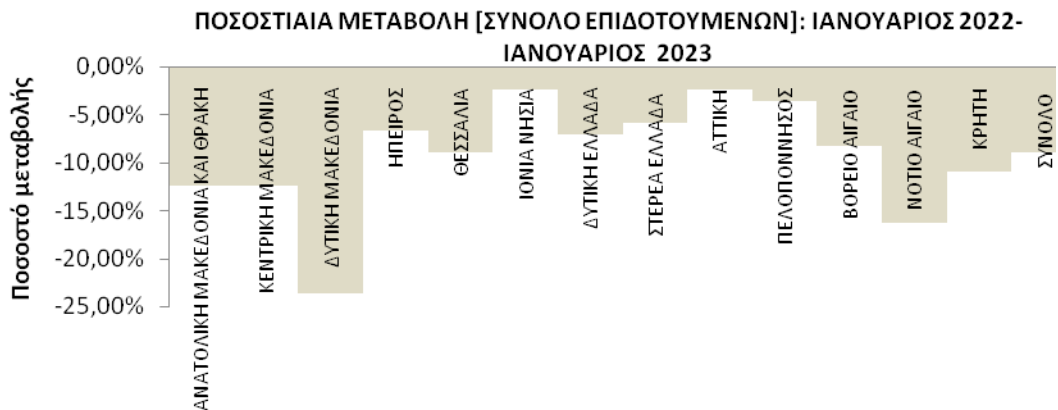 ΠΟΣΟΣΤΙΑΙΑ ΜΕΤΑΒΟΛΗ [ΣΥΝΟΛΟ ΕΠΙΔΟΤΟΥΜΕΝΩΝ]: ΙΑΝΟΥΑΡΙΟΣ 2022-
ΙΑΝΟΥΑΡΙΟΣ 2023
Ποσοστό μεταβολής
0,00%
-5,00%
-10,00%
-15,00%
-20,00%
-25,00%
ΑΝΑΤΟΛΙΚΗ ΜΑΚΕΔΟΝΙΑ ΚΑΙ ΘΡΑΚΗ
ΚΕΝΤΡΙΚΗ ΜΑΚΕΔΟΝΙΑ
ΔΥΤΙΚΗ ΜΑΚΕΔΟΝΙΑ
ΗΠΕΙΡΟΣ
ΘΕΣΣΑΛΙΑ
ΙΟΝΙΑ ΝΗΣΙΑ
ΔΥΤΙΚΗ ΕΛΛΑΔΑ
ΣΤΕΡΕΑ ΕΛΛΑΔΑ
ΑΤΤΙΚΗ
ΠΕΛΟΠΟΝΝΗΣΟΣ
ΒΟΡΕΙΟ ΑΙΓΑΙΟ
ΝΟΤΙΟ ΑΙΓΑΙΟ
ΚΡΗΤΗ
ΣΥΝΟΛΟ